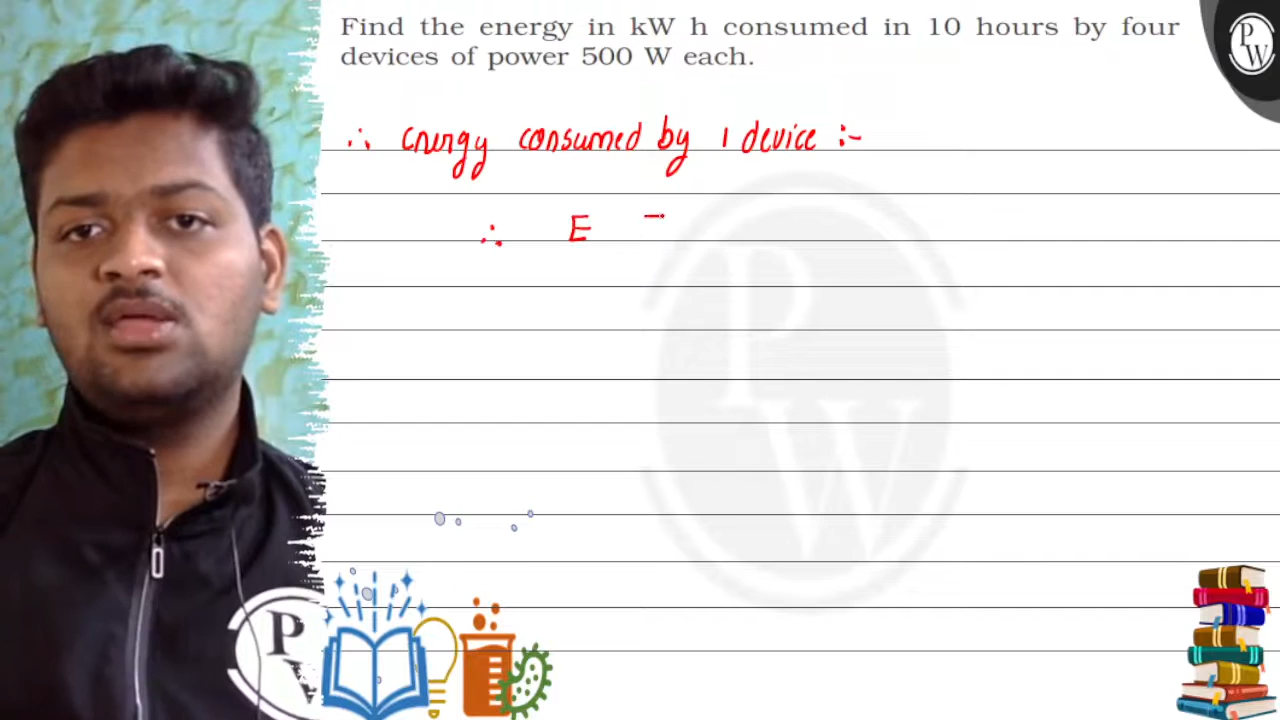 Find the energy in kW h consumed in 10 hours by four
devices of power 500 W each.
∴ Energy consumed by 1 device :-
∴ E =
P
W
P
W
P
W